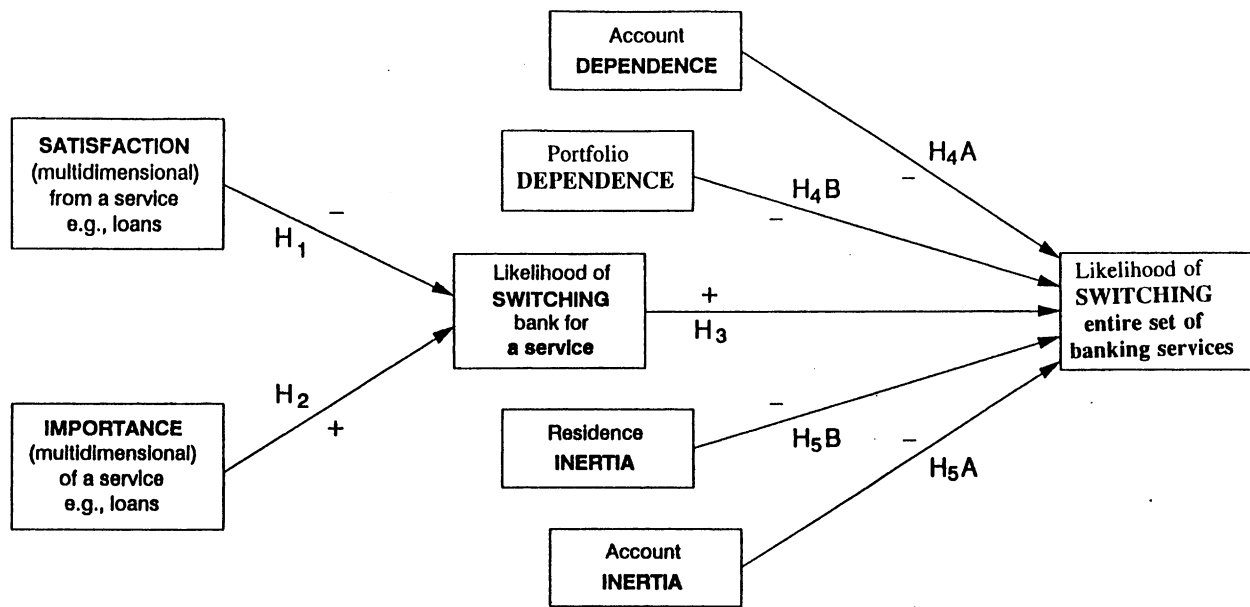 Account
DEPENDENCE
SATISFACTION
(multidimensional)
from a service
e.g., loans
Portfolio
DEPENDENCE
H4A
−
H4B
−
−
H1
Likelihood of
SWITCHING
bank for
a service
+
H3
Likelihood of
SWITCHING
entire set of
banking services
H2
+
IMPORTANCE
(multidimensional)
of a service
e.g., loans
Residence
INERTIA
−
H5B
−
H5A
Account
INERTIA